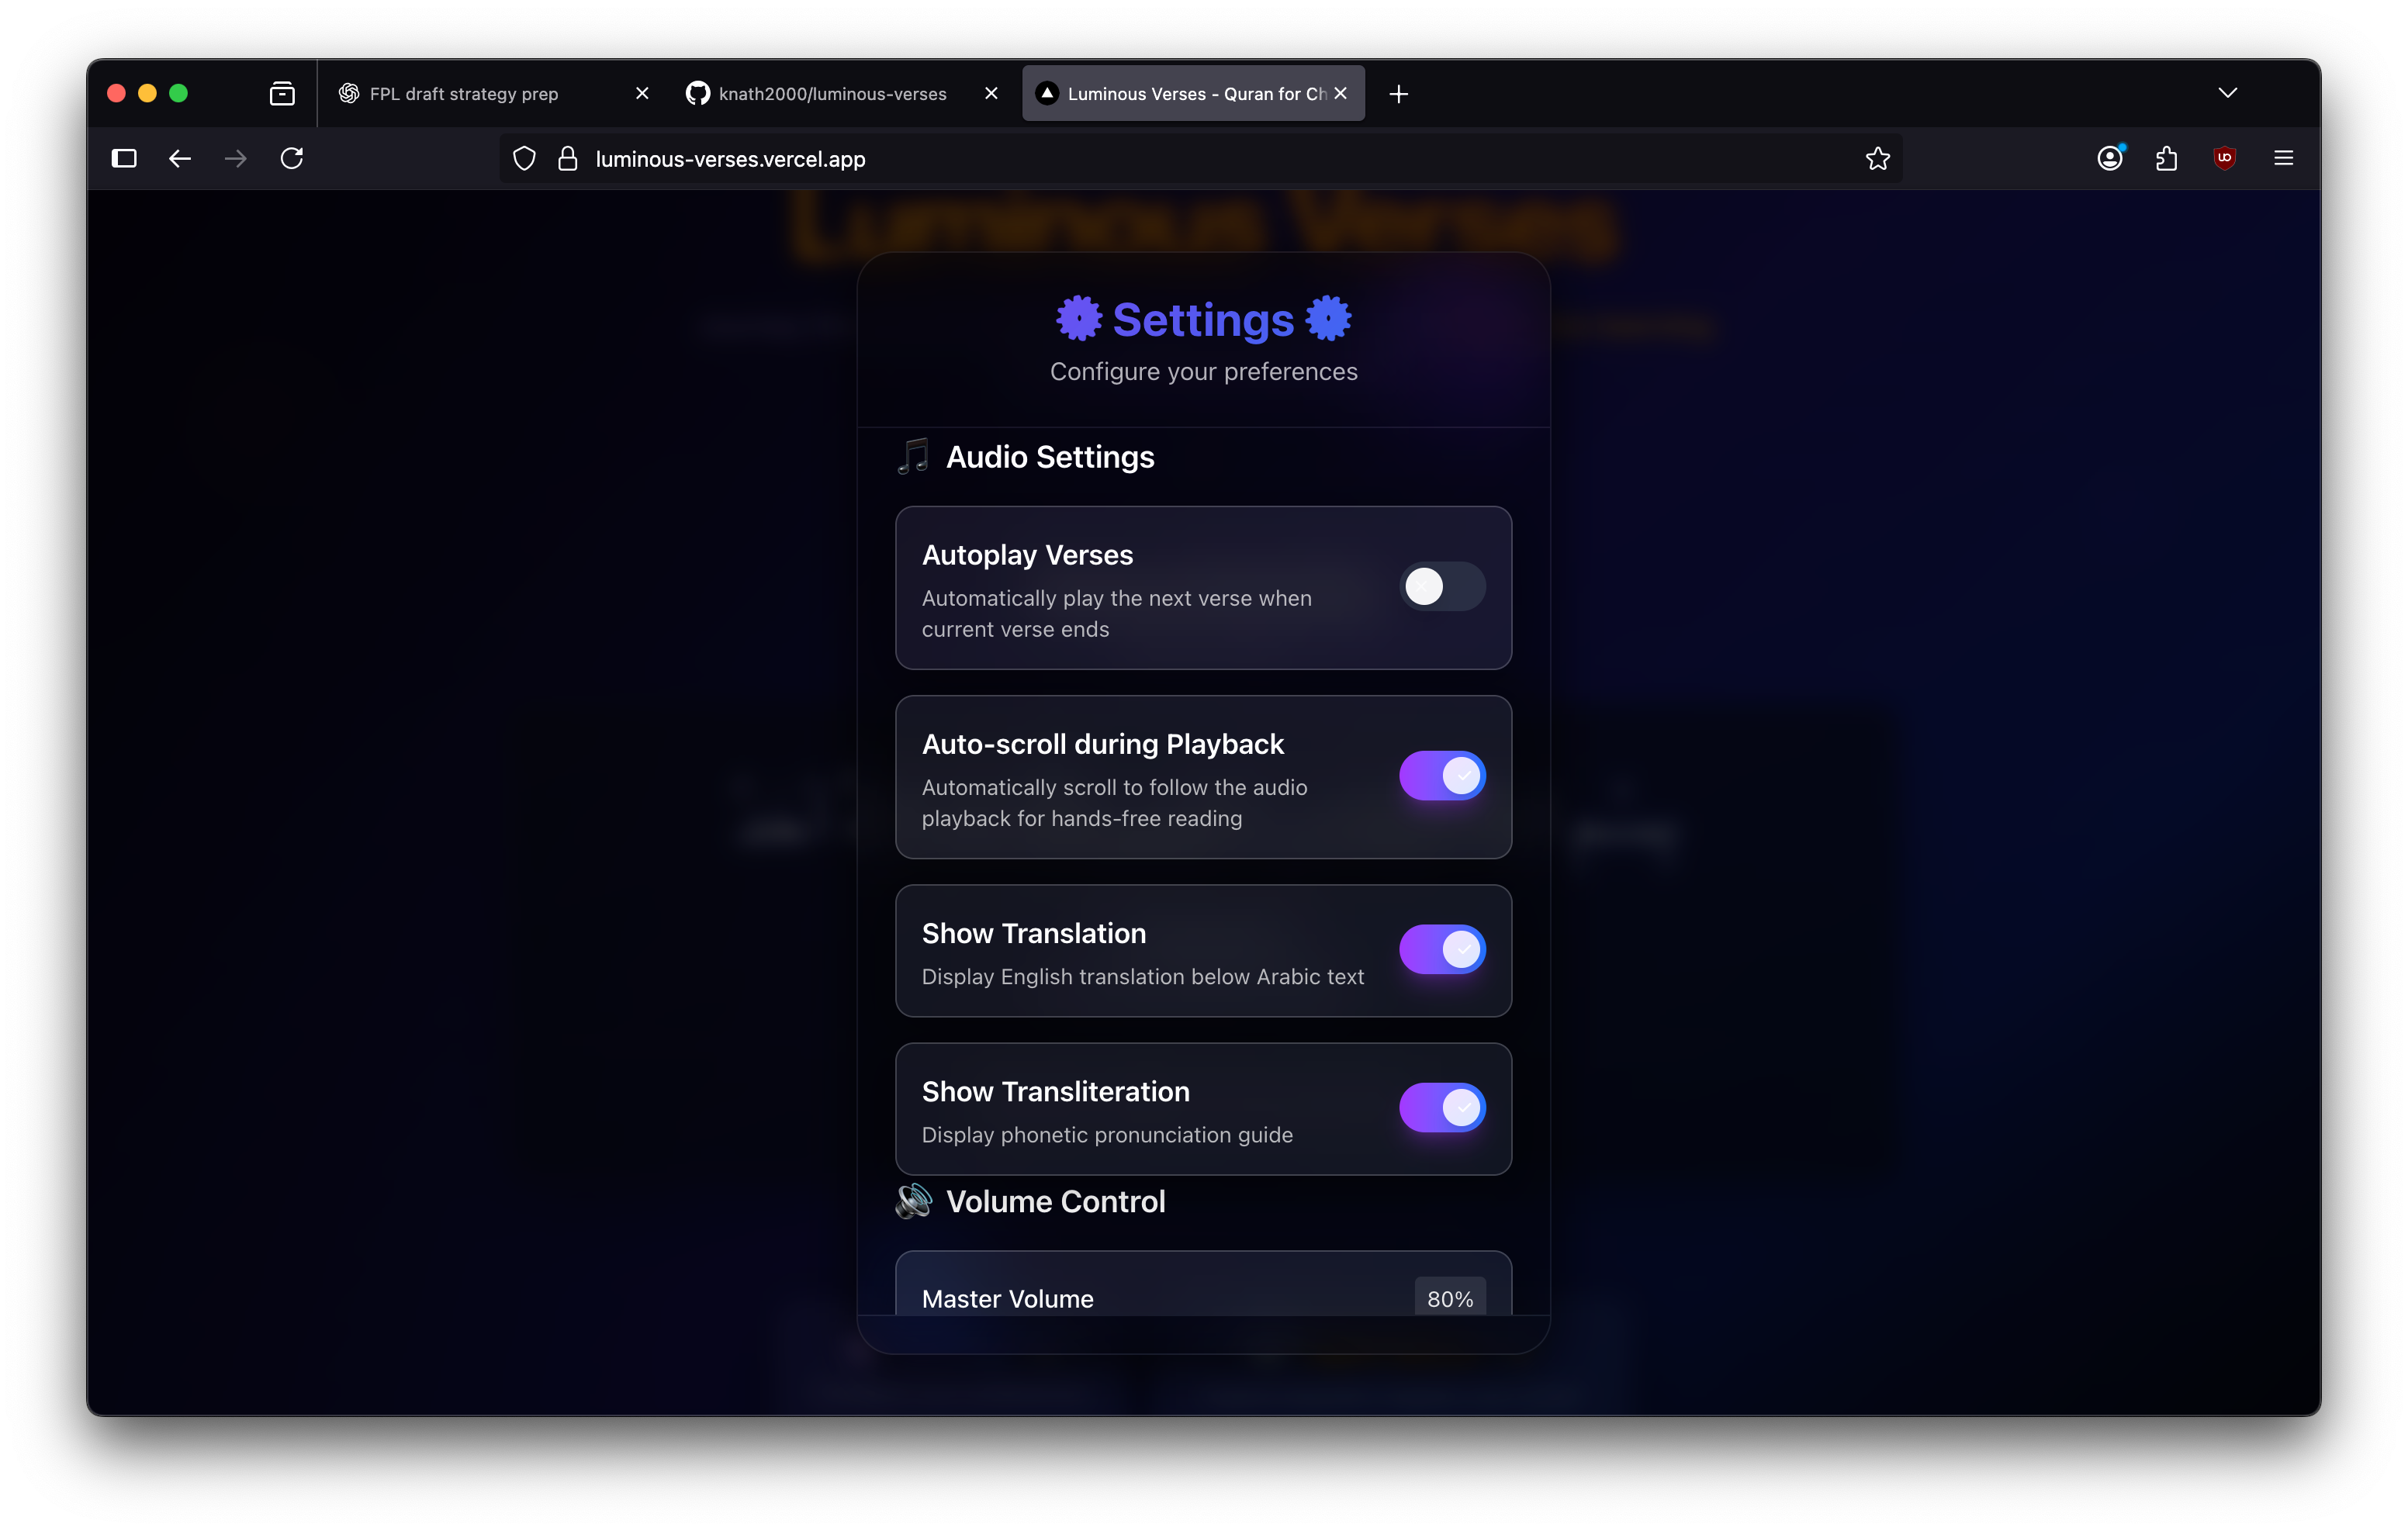 FPL draft strategy prep
knath2000/luminous-verses
Luminous Verses - Quran for Ch
luminous-verses.vercel.app
Luminous Verses
Settings
Configure your preferences
🎵 Audio Settings
Autoplay Verses
Automatically play the next verse when
current verse ends
Auto-scroll during Playback
Automatically scroll to follow the audio
playback for hands-free reading
Show Translation
Display English translation below Arabic text
Show Transliteration
Display phonetic pronunciation guide
🔊 Volume Control
Master Volume
80%